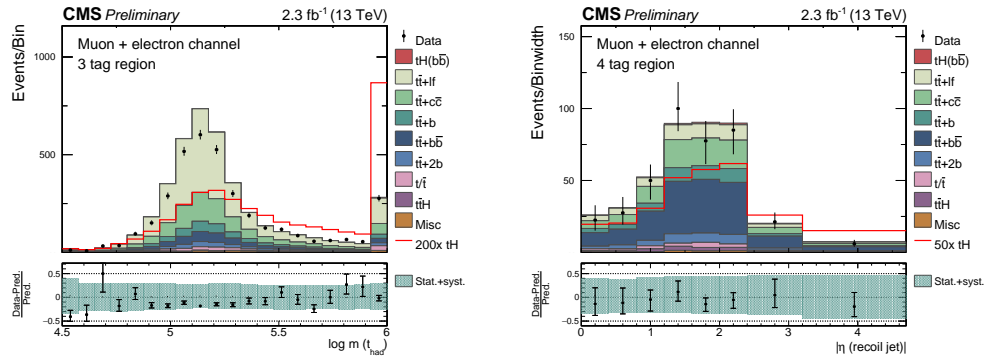 CMS Preliminary 2.3 fb⁻¹ (13 TeV)
Events/Bin
1000
500
Muon + electron channel
3 tag region
Data
tH(bb̄)
tt̄+lf
tt̄+cc̄
tt̄+b
tt̄+bb̄
tt̄+2b
t/t̄
tt̄H
Misc
200x tH
Data-Pred.
Pred.
0.5
0.0
−0.5
Stat.+syst.
4.5 5 5.5 6
log m (t_had)
CMS Preliminary 2.3 fb⁻¹ (13 TeV)
Events/Binwidth
150
100
50
0
Muon + electron channel
4 tag region
Data
tH(bb̄)
tt̄+lf
tt̄+cc̄
tt̄+b
tt̄+bb̄
tt̄+2b
t/t̄
tt̄H
Misc
50x tH
Data-Pred.
Pred.
0.5
0.0
−0.5
Stat.+syst.
0 1 2 3 4
|η (recoil jet)|